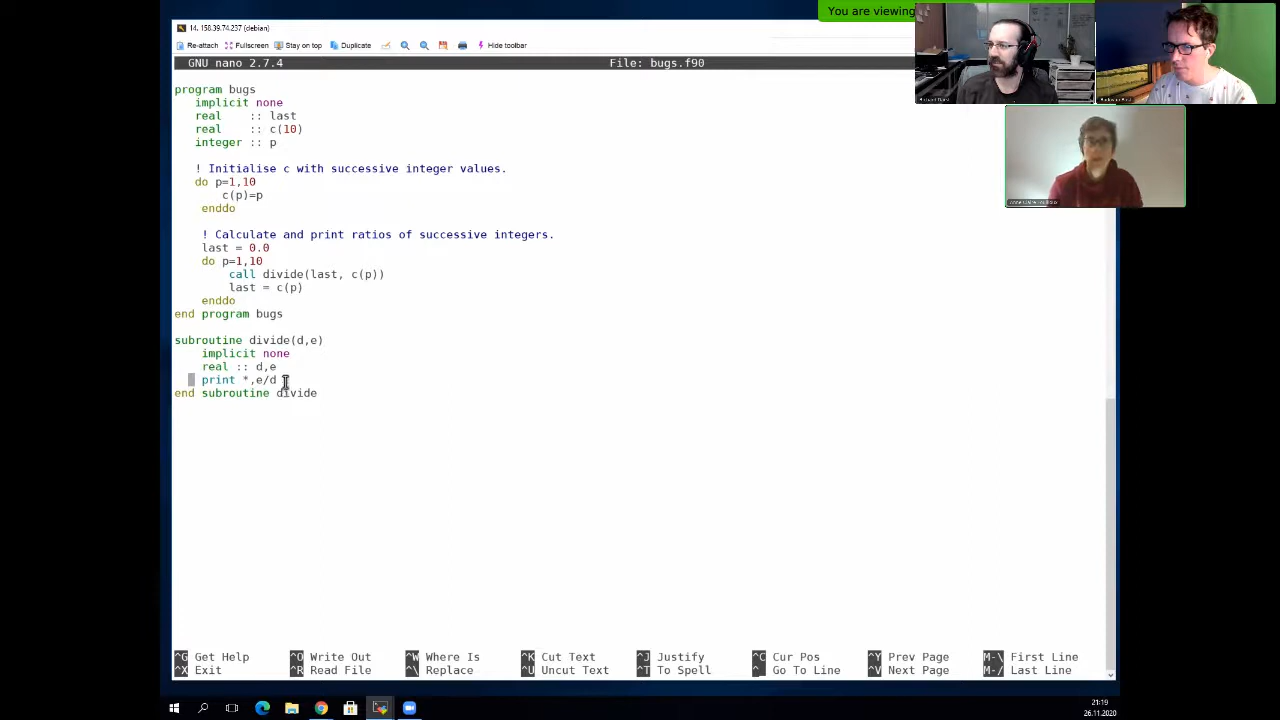 14. 158.39.74.237 (debian)
You are viewing
Re-attach Fullscreen Stay on top Duplicate Hide toolbar
GNU nano 2.7.4 File: bugs.f90
program bugs
implicit none
real :: last
real :: c(10)
integer :: p
! Initialise c with successive integer values.
do p=1,10
c(p)=p
enddo
! Calculate and print ratios of successive integers.
last = 0.0
do p=1,10
call divide(last, c(p))
last = c(p)
enddo
end program bugs
subroutine divide(d,e)
implicit none
real :: d,e
print *,e/d
end subroutine divide
^G Get Help ^O Write Out ^W Where Is ^K Cut Text ^J Justify ^C Cur Pos ^Y Prev Page M-\ First Line
^X Exit ^R Read File ^\ Replace ^U Uncut Text ^T To Spell ^_ Go To Line ^V Next Page M-/ Last Line
21:19
26.11.2020